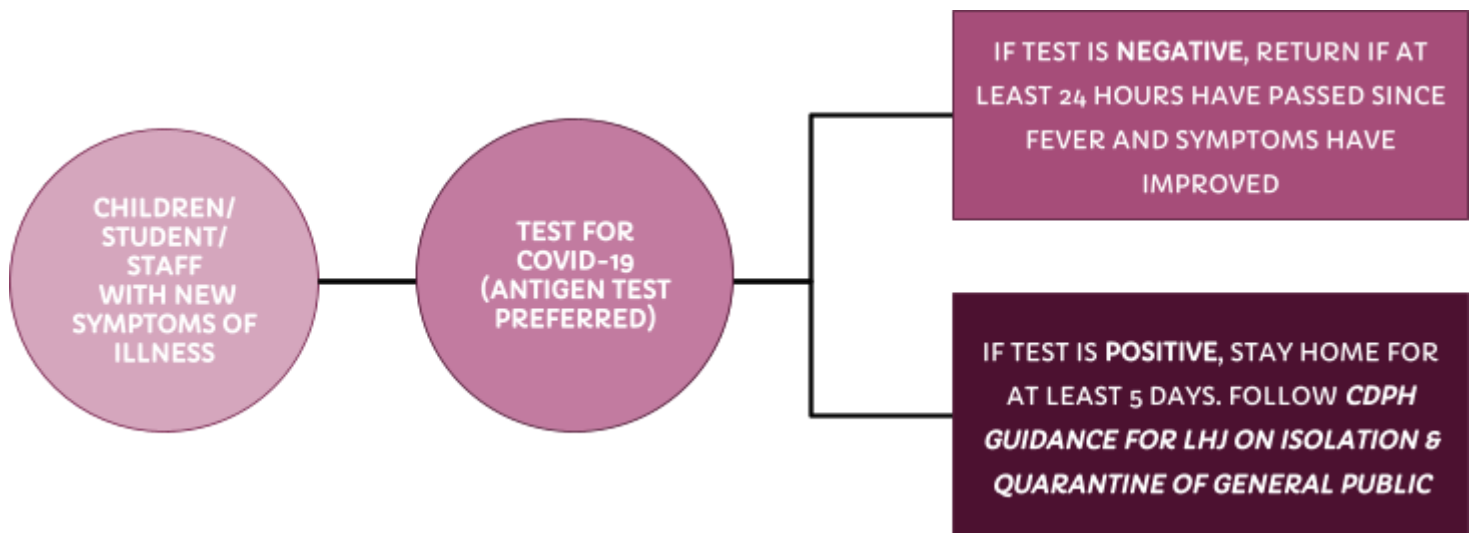 CHILDREN/
STUDENT/
STAFF
WITH NEW
SYMPTOMS OF
ILLNESS
TEST FOR
COVID-19
(ANTIGEN TEST
PREFERRED)
IF TEST IS NEGATIVE, RETURN IF AT
LEAST 24 HOURS HAVE PASSED SINCE
FEVER AND SYMPTOMS HAVE
IMPROVED
IF TEST IS POSITIVE, STAY HOME FOR
AT LEAST 5 DAYS. FOLLOW CDPH
GUIDANCE FOR LHJ ON ISOLATION &
QUARANTINE OF GENERAL PUBLIC